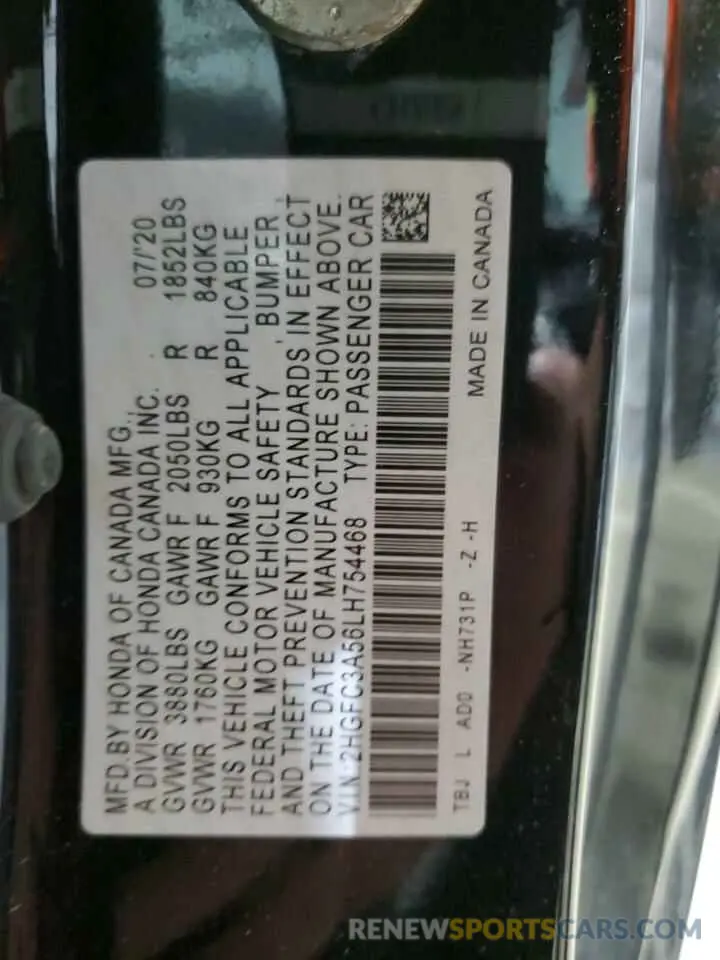 MFD.BY HONDA OF CANADA MFG.,
A DIVISION OF HONDA CANADA INC. 07/'20
GVWR 3880LBS GAWR F 2050LBS R 1852LBS
GVWR 1760KG GAWR F 930KG R 840KG
THIS VEHICLE CONFORMS TO ALL APPLICABLE
FEDERAL MOTOR VEHICLE SAFETY , BUMPER ,
AND THEFT PREVENTION STANDARDS IN EFFECT
ON THE DATE OF MANUFACTURE SHOWN ABOVE.
VIN:2HGFC3A56LH754468 TYPE: PASSENGER CAR
TBJ L AD0 -NH731P -Z -H
MADE IN CANADA
RENEWSPORTSCARS.COM